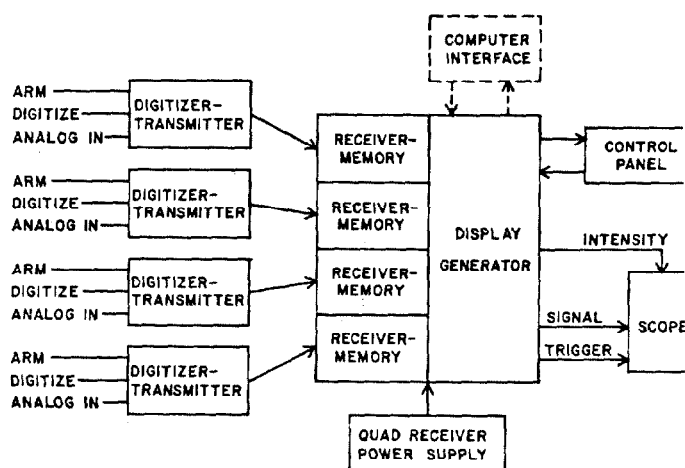 COMPUTER
INTERFACE
ARM
DIGITIZE
ANALOG IN
DIGITIZER-
TRANSMITTER
RECEIVER-
MEMORY
CONTROL
PANEL
ARM
DIGITIZE
ANALOG IN
DIGITIZER-
TRANSMITTER
RECEIVER-
MEMORY
DISPLAY
GENERATOR
INTENSITY
ARM
DIGITIZE
ANALOG IN
DIGITIZER-
TRANSMITTER
RECEIVER-
MEMORY
SIGNAL
TRIGGER
SCOPE
ARM
DIGITIZE
ANALOG IN
DIGITIZER-
TRANSMITTER
RECEIVER-
MEMORY
QUAD RECEIVER
POWER SUPPLY